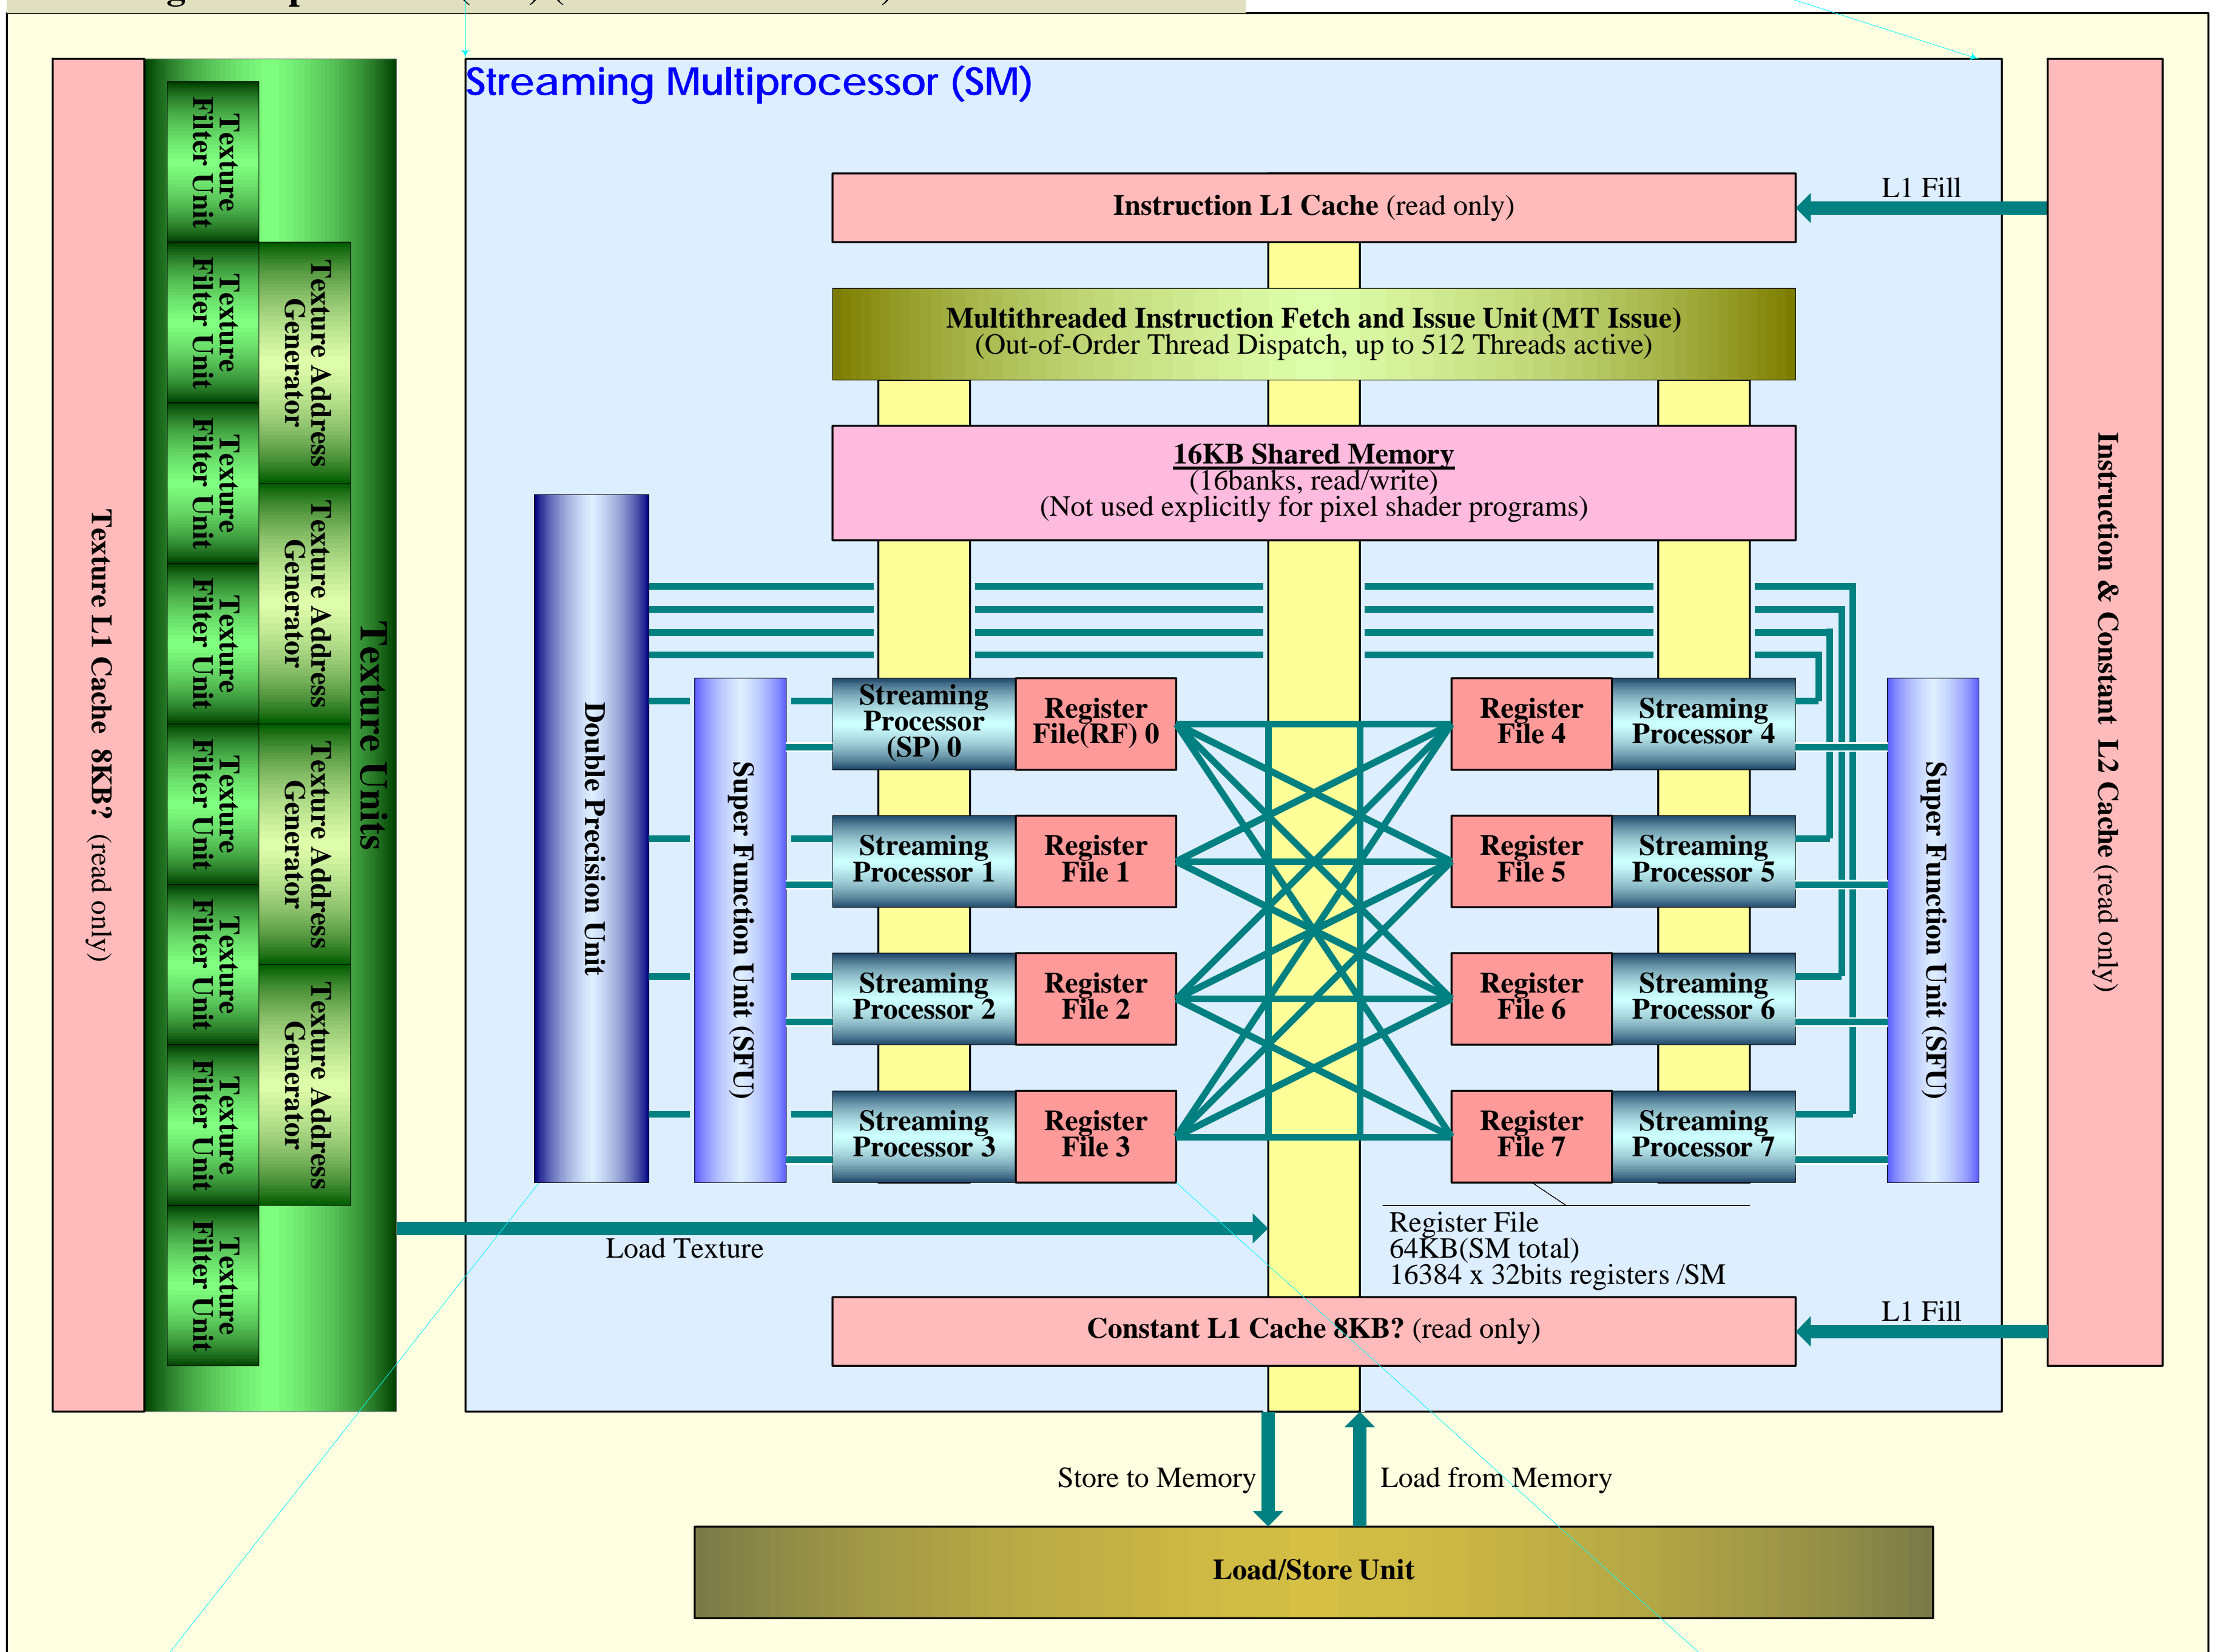 Streaming Multiprocessor (SM)
Texture L1 Cache 8KB? (read only)
Texture
Filter Unit
Texture
Filter Unit
Texture
Filter Unit
Texture
Filter Unit
Texture
Filter Unit
Texture
Filter Unit
Texture
Filter Unit
Texture
Filter Unit
Texture Address
Generator
Texture Address
Generator
Texture Address
Generator
Texture Address
Generator
Texture Units
Instruction L1 Cache (read only)
L1 Fill
Multithreaded Instruction Fetch and Issue Unit (MT Issue)
(Out-of-Order Thread Dispatch, up to 512 Threads active)
16KB Shared Memory
(16banks, read/write)
(Not used explicitly for pixel shader programs)
Double Precision Unit
Super Function Unit (SFU)
Streaming
Processor
(SP) 0
Register
File(RF) 0
Register
File 4
Streaming
Processor 4
Streaming
Processor 1
Register
File 1
Register
File 5
Streaming
Processor 5
Streaming
Processor 2
Register
File 2
Register
File 6
Streaming
Processor 6
Streaming
Processor 3
Register
File 3
Register
File 7
Streaming
Processor 7
Super Function Unit (SFU)
Instruction & Constant L2 Cache (read only)
Load Texture
Register File
64KB(SM total)
16384 x 32bits registers /SM
Constant L1 Cache 8KB? (read only)
L1 Fill
Store to Memory
Load from Memory
Load/Store Unit